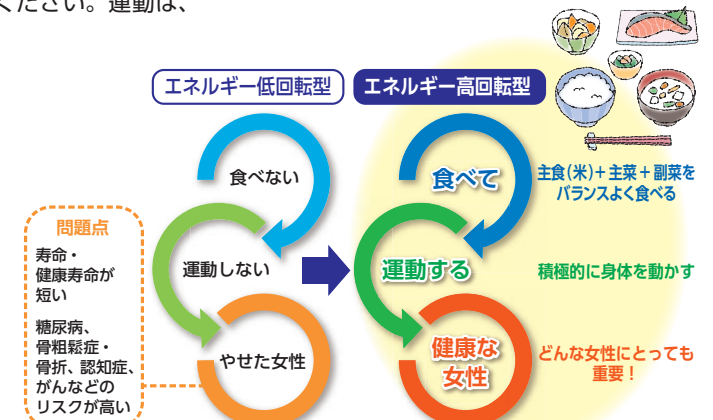 ください。運動は、
エネルギー低回転型
エネルギー高回転型
食べない
食べて
主食(米)+主菜+副菜を
バランスよく食べる
問題点
寿命・
健康寿命が
短い
糖尿病、
骨粗鬆症・
骨折、認知症、
がんなどの
リスクが高い
運動しない
運動する
積極的に身体を動かす
やせた女性
健康な
女性
どんな女性にとっても
重要!